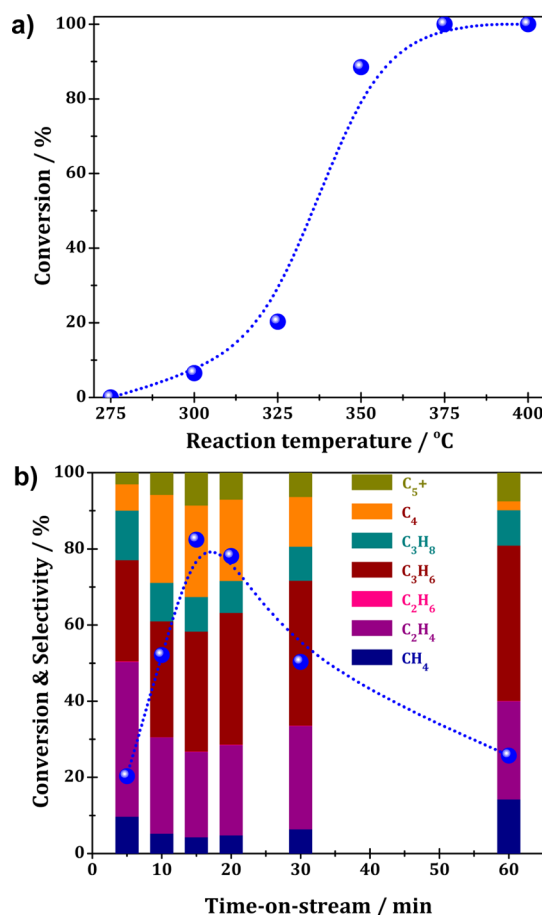 a)
100
80
60
40
20
0
Conversion / %
275 300 325 350 375 400
Reaction temperature / °C
b)
100
80
60
40
20
0
Conversion & Selectivity / %
C₅+
C₄
C₃H₈
C₃H₆
C₂H₆
C₂H₄
CH₄
0 10 20 30 40 50 60
Time-on-stream / min